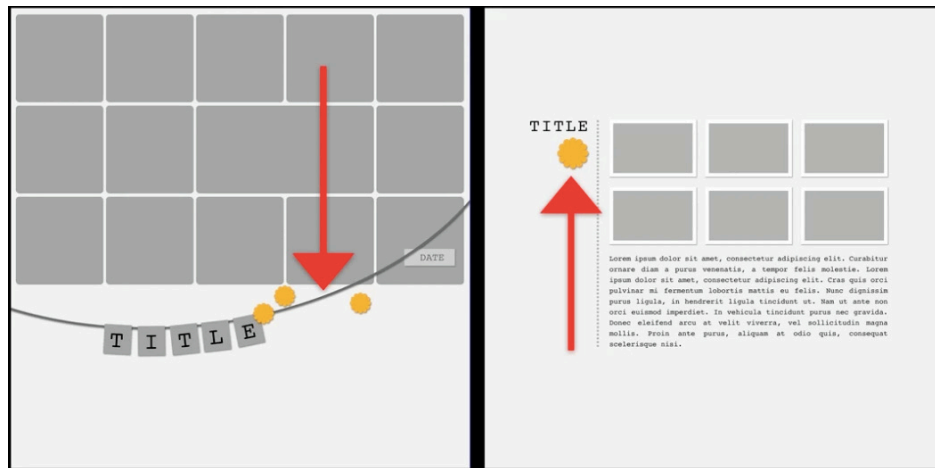 DATE
TITLE
TITLE
Lorem ipsum dolor sit amet, consectetur adipiscing elit. Curabitur
ornare diam a purus venenatis, a tempor felis molestie. Lorem
ipsum dolor sit amet, consectetur adipiscing elit. Cras quis orci
pulvinar mi fermentum lobortis mattis eu felis. Nunc dignissim
purus ligula, in hendrerit ligula tincidunt ut. Nam ut ante non
orci euismod imperdiet. In vehicula tincidunt purus nec gravida.
Donec eleifend arcu at velit viverra, vel sollicitudin magna
mollis. Proin ante purus, aliquam at odio quis, consequat
scelerisque nisi.